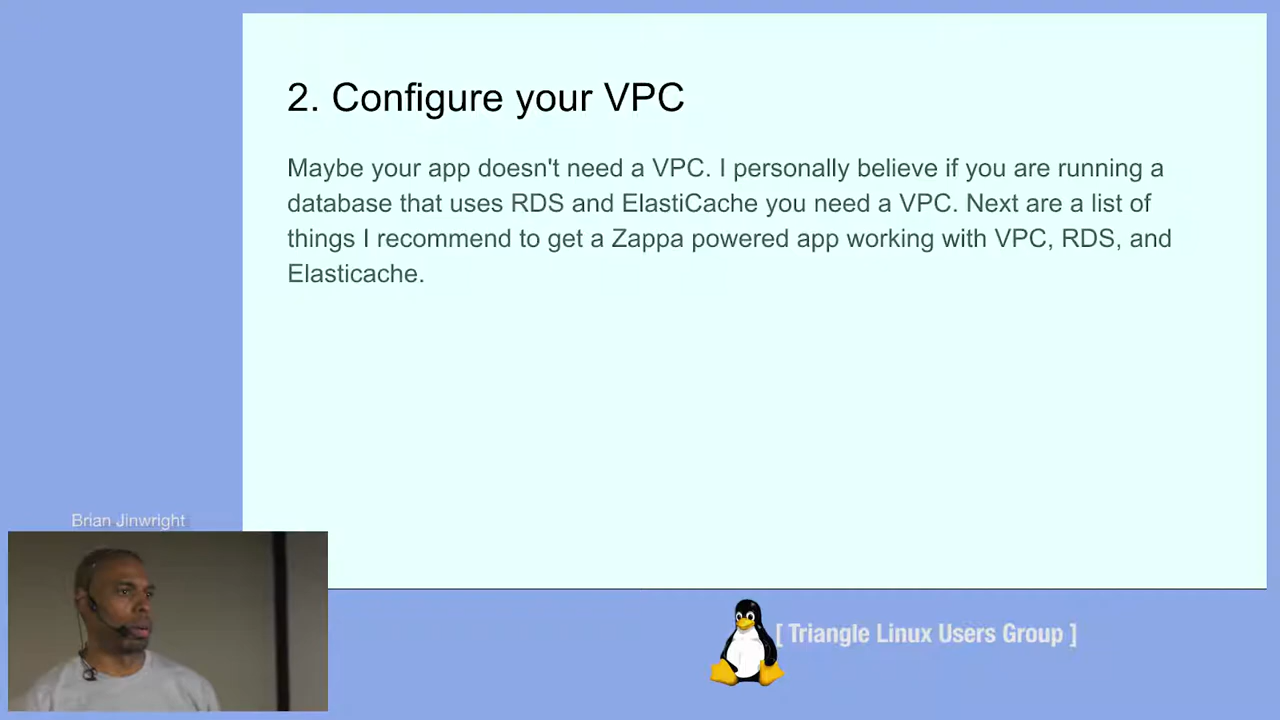 2. Configure your VPC
Maybe your app doesn't need a VPC. I personally believe if you are running a
database that uses RDS and ElastiCache you need a VPC. Next are a list of
things I recommend to get a Zappa powered app working with VPC, RDS, and
Elasticache.
Brian Jinwright
[ Triangle Linux Users Group ]